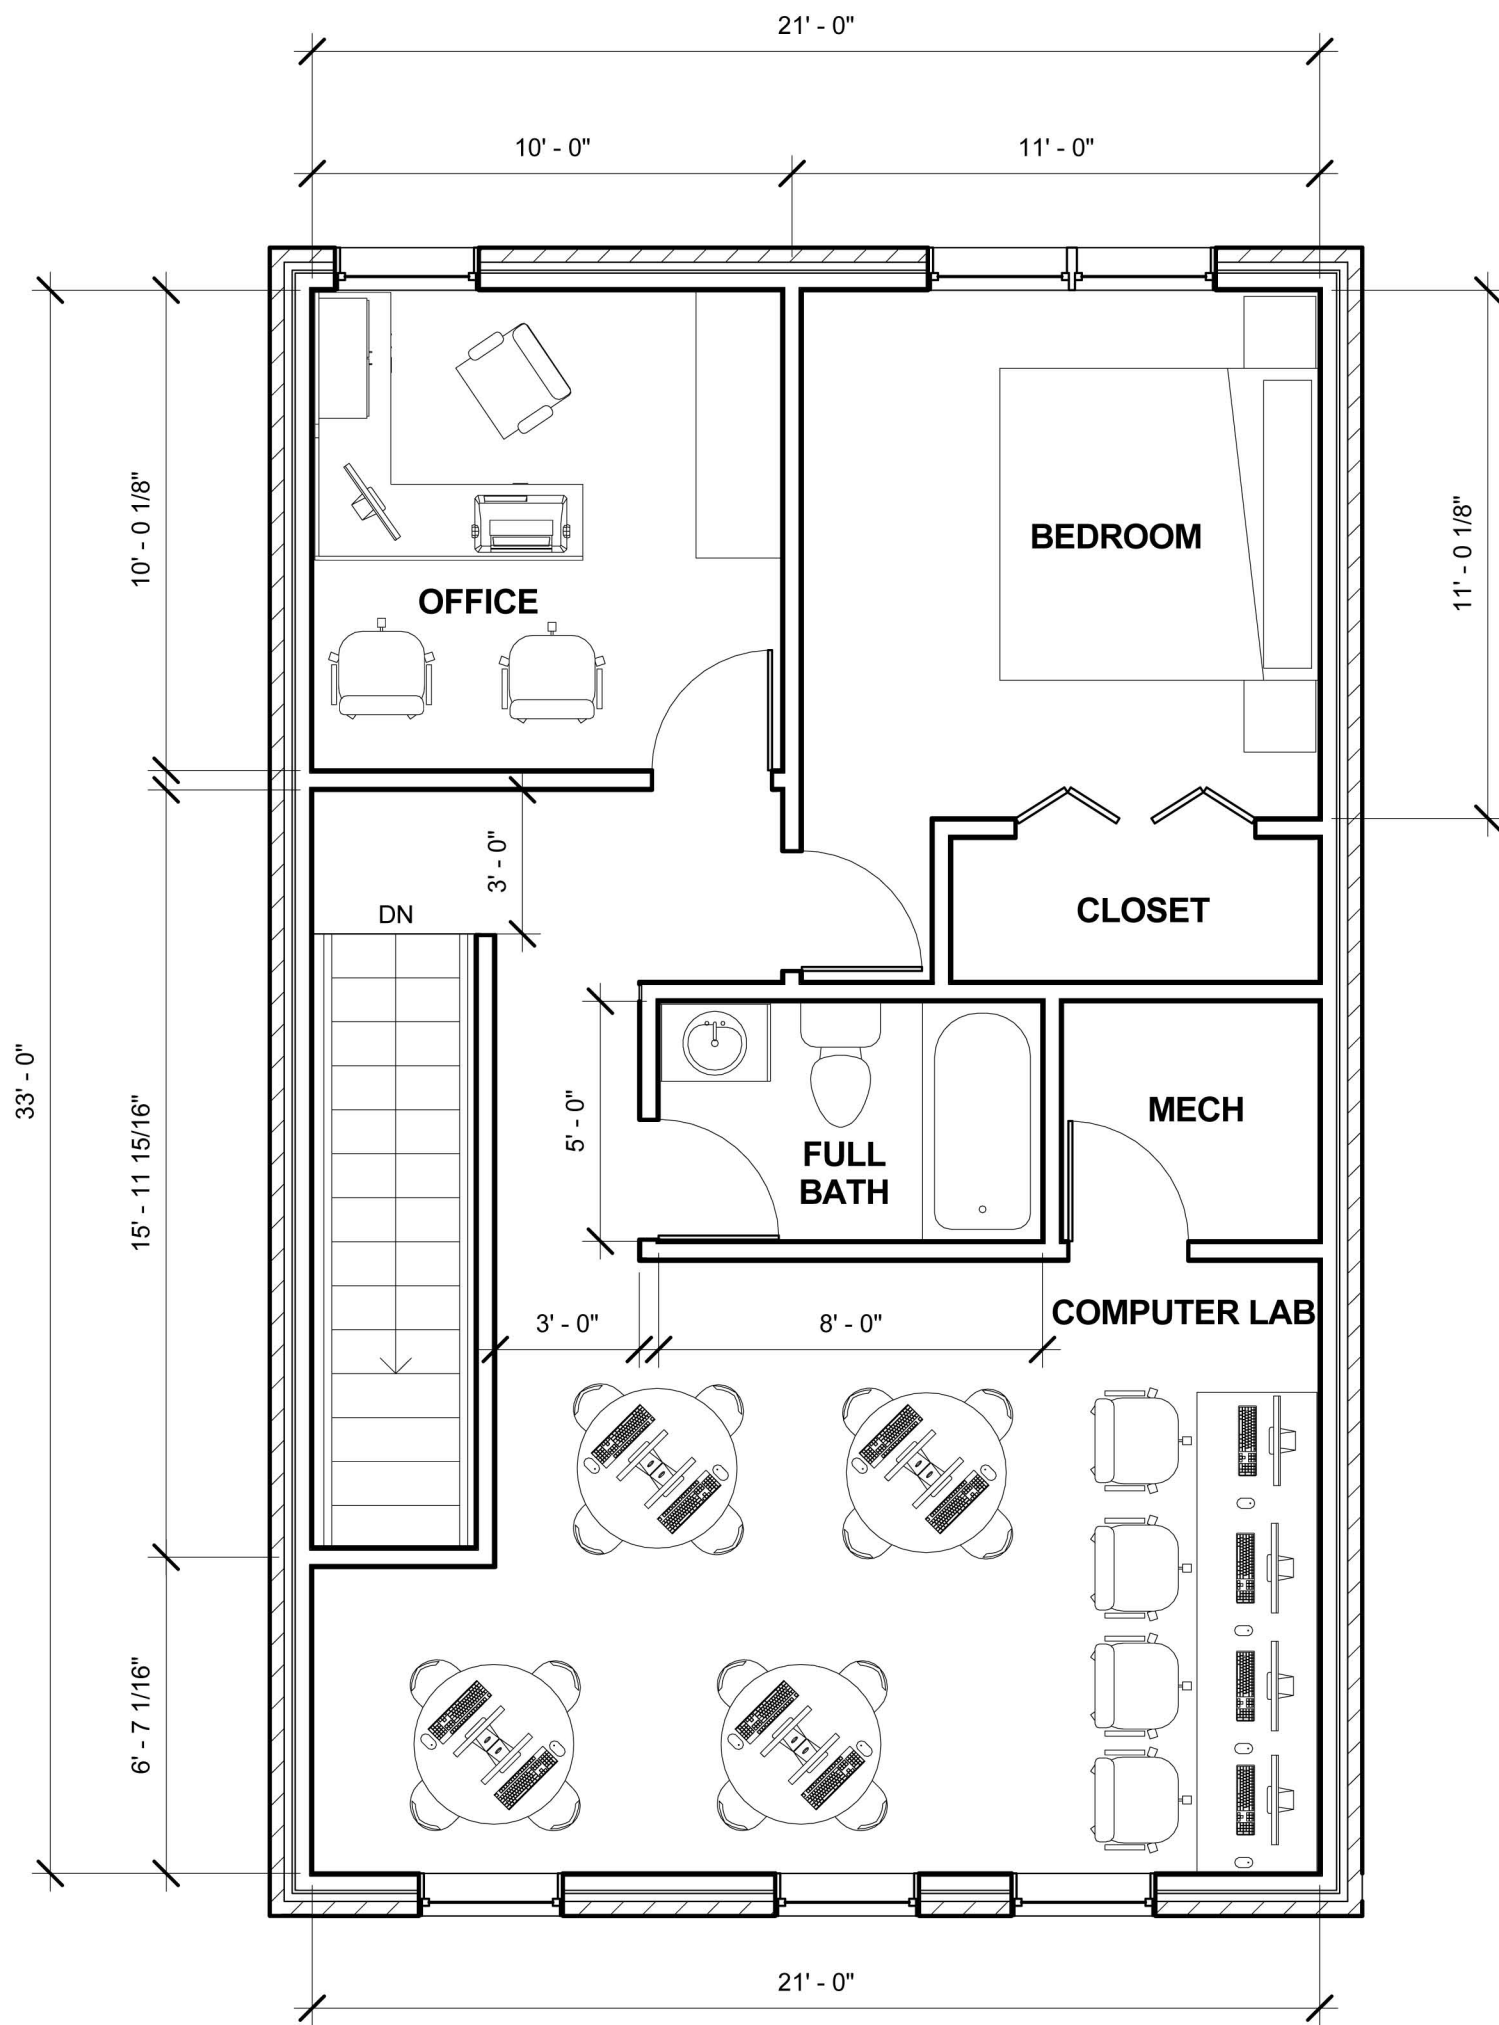 21' - 0"
10' - 0"
11' - 0"
10' - 0 1/8"
11' - 0 1/8"
BEDROOM
OFFICE
3' - 0"
DN
CLOSET
33' - 0"
15' - 11 15/16"
5' - 0"
MECH
FULL
BATH
COMPUTER LAB
3' - 0"
8' - 0"
6' - 7 1/16"
21' - 0"